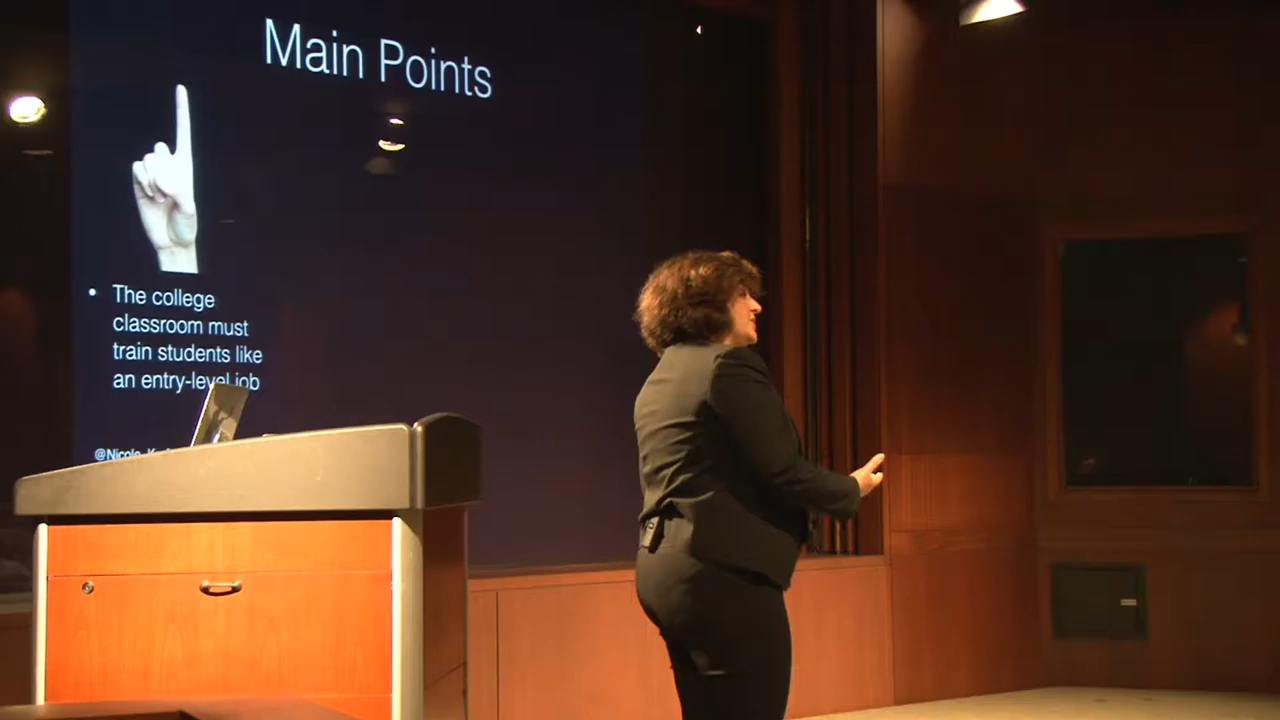 Main Points
• The college
classroom must
train students like
an entry-level job